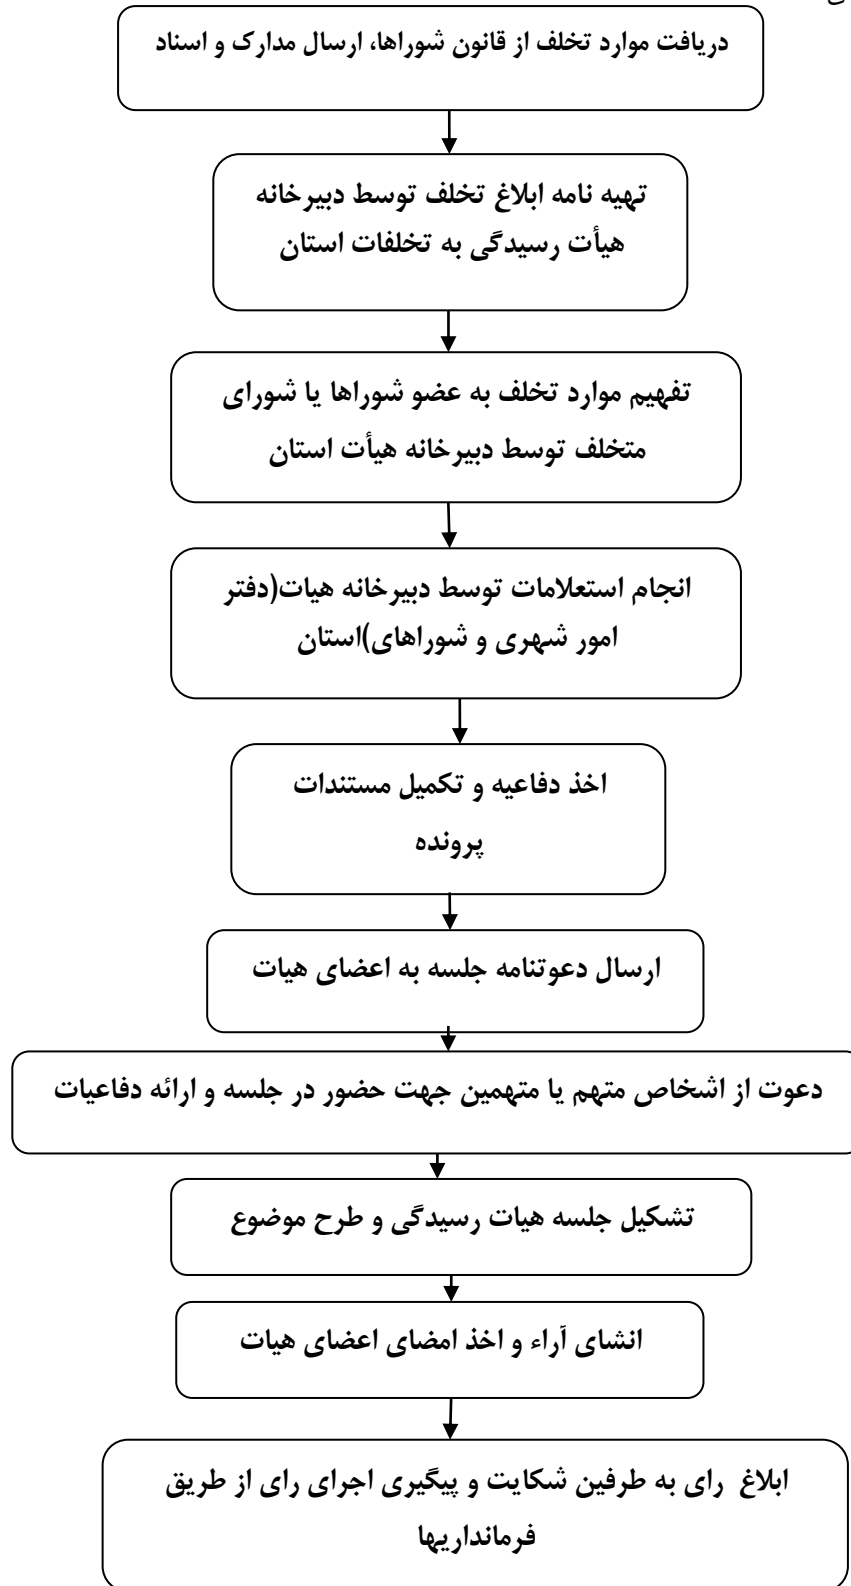 دریافت موارد تخلف از قانون شوراها، ارسال مدارک و اسناد
تهیه نامه ابلاغ تخلف توسط دبیرخانه
هیأت رسیدگی به تخلفات استان
تفهیم موارد تخلف به عضو شوراها یا شورای
متخلف توسط دبیرخانه هیأت استان
انجام استعلامات توسط دبیرخانه هیات(دفتر
امور شهری و شوراهای)استان
اخذ دفاعیه و تکمیل مستندات
پرونده
ارسال دعوتنامه جلسه به اعضای هیات
دعوت از اشخاص متهم یا متهمین جهت حضور در جلسه و ارائه دفاعیات
تشکیل جلسه هیات رسیدگی و طرح موضوع
انشای آراء و اخذ امضای اعضای هیات
ابلاغ رای به طرفین شکایت و پیگیری اجرای رای از طریق
فرمانداریها